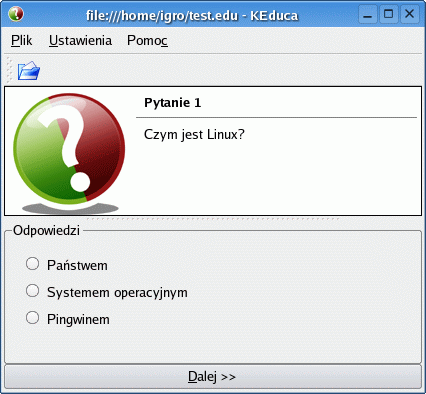 file:///home/igro/test.edu - KEduca
Plik Ustawienia Pomoc
Pytanie 1
Czym jest Linux?
Odpowiedzi
Państwem
Systemem operacyjnym
Pingwinem
Dalej >>